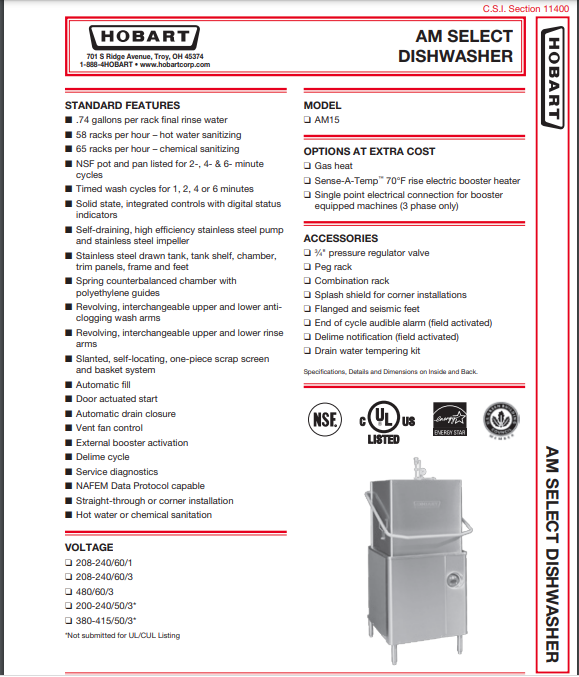 C.S.I. Section 11400
HOBART
701 S Ridge Avenue, Troy, OH 45374
1-888-4HOBART • www.hobartcorp.com
AM SELECT
DISHWASHER
STANDARD FEATURES
■ .74 gallons per rack final rinse water
■ 58 racks per hour – hot water sanitizing
■ 65 racks per hour – chemical sanitizing
■ NSF pot and pan listed for 2-, 4- & 6- minute
cycles
■ Timed wash cycles for 1, 2, 4 or 6 minutes
■ Solid state, integrated controls with digital status
indicators
■ Self-draining, high efficiency stainless steel pump
and stainless steel impeller
■ Stainless steel drawn tank, tank shelf, chamber,
trim panels, frame and feet
■ Spring counterbalanced chamber with
polyethylene guides
■ Revolving, interchangeable upper and lower anti-
clogging wash arms
■ Revolving, interchangeable upper and lower rinse
arms
■ Slanted, self-locating, one-piece scrap screen
and basket system
■ Automatic fill
■ Door actuated start
■ Automatic drain closure
■ Vent fan control
■ External booster activation
■ Delime cycle
■ Service diagnostics
■ NAFEM Data Protocol capable
■ Straight-through or corner installation
■ Hot water or chemical sanitation
VOLTAGE
❑ 208-240/60/1
❑ 208-240/60/3
❑ 480/60/3
❑ 200-240/50/3*
❑ 380-415/50/3*
*Not submitted for UL/CUL Listing
MODEL
❑ AM15
OPTIONS AT EXTRA COST
❑ Gas heat
❑ Sense-A-Temp™ 70°F rise electric booster heater
❑ Single point electrical connection for booster
equipped machines (3 phase only)
ACCESSORIES
❑ ¾" pressure regulator valve
❑ Peg rack
❑ Combination rack
❑ Splash shield for corner installations
❑ Flanged and seismic feet
❑ End of cycle audible alarm (field activated)
❑ Delime notification (field activated)
❑ Drain water tempering kit
Specifications, Details and Dimensions on Inside and Back.
NSF.
C UL US
LISTED
energy
ENERGY STAR
MEMBER
HOBART
AM SELECT DISHWASHER